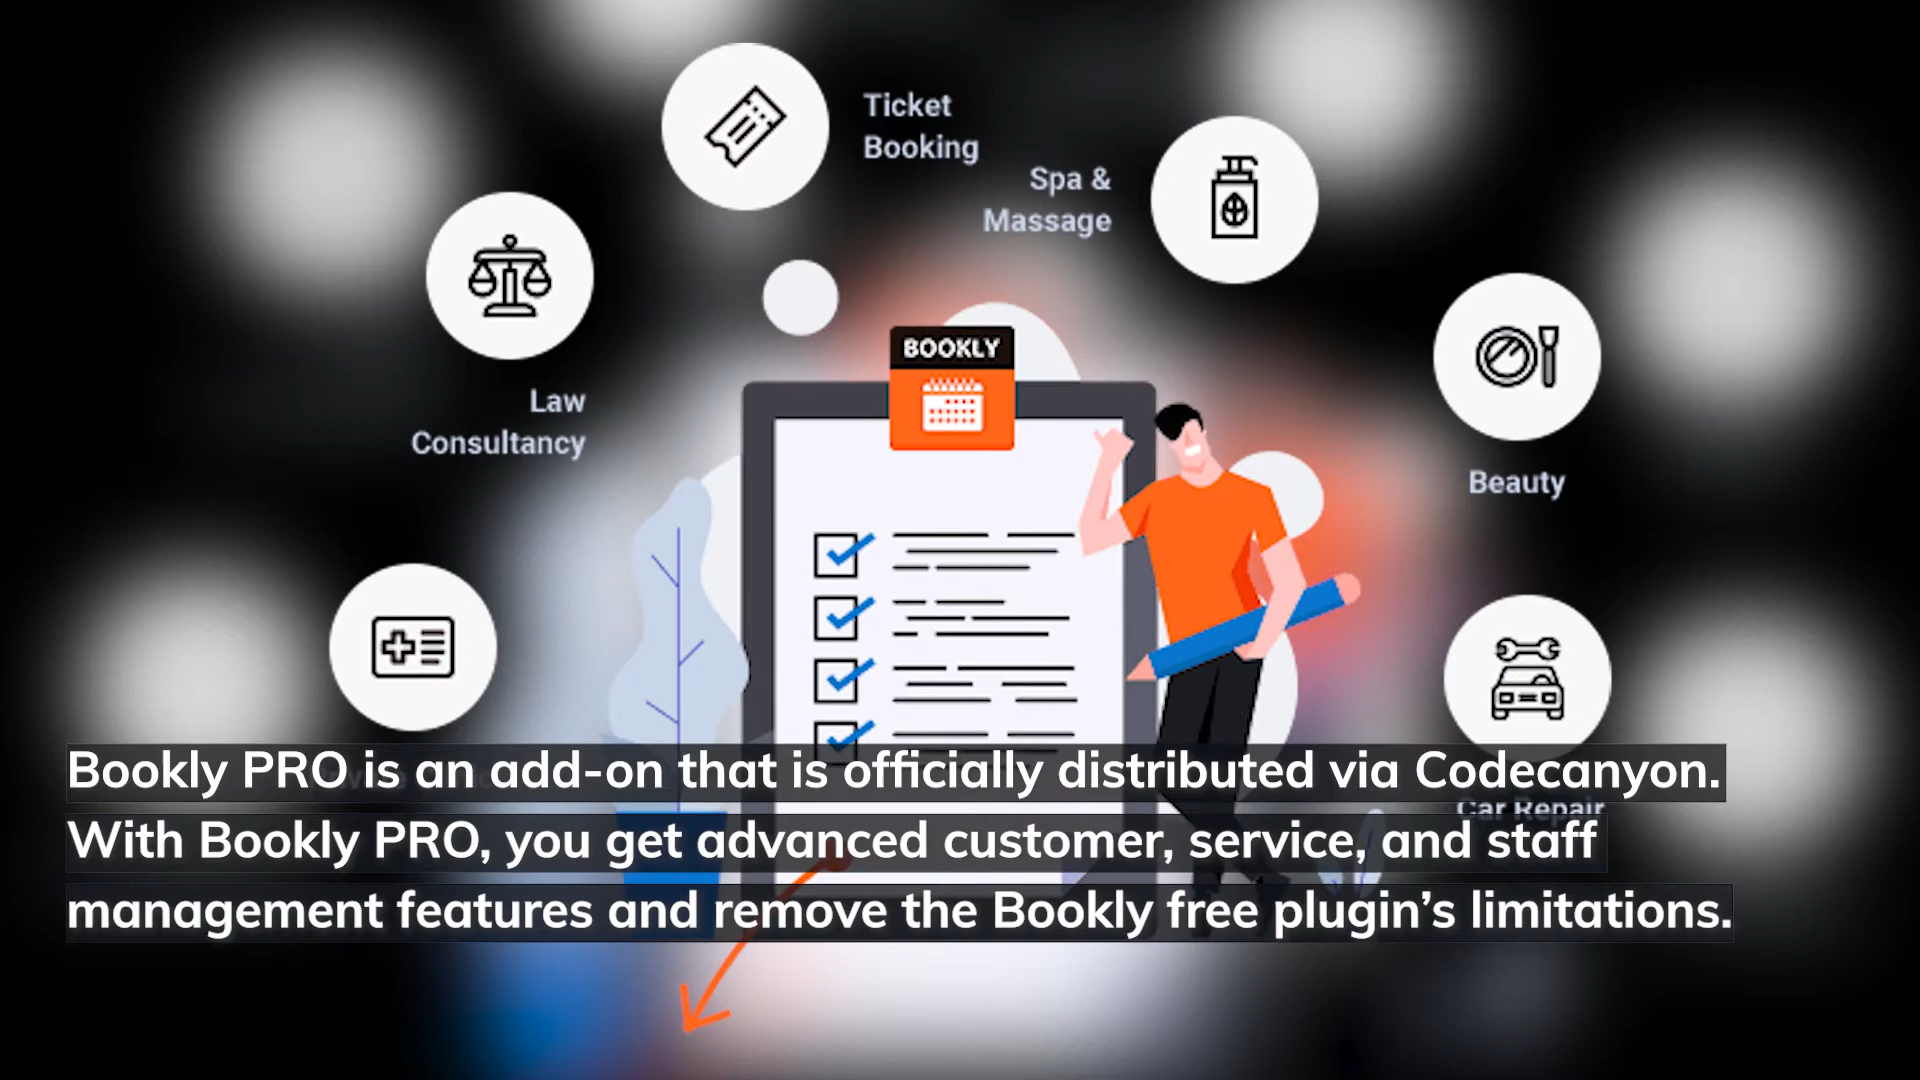 Ticket
Booking
Spa &
Massage
BOOKLY
Law
Consultancy
Beauty
Bookly PRO is an add-on that is officially distributed via Codecanyon.
Car Repair
With Bookly PRO, you get advanced customer, service, and staff
management features and remove the Bookly free plugin’s limitations.